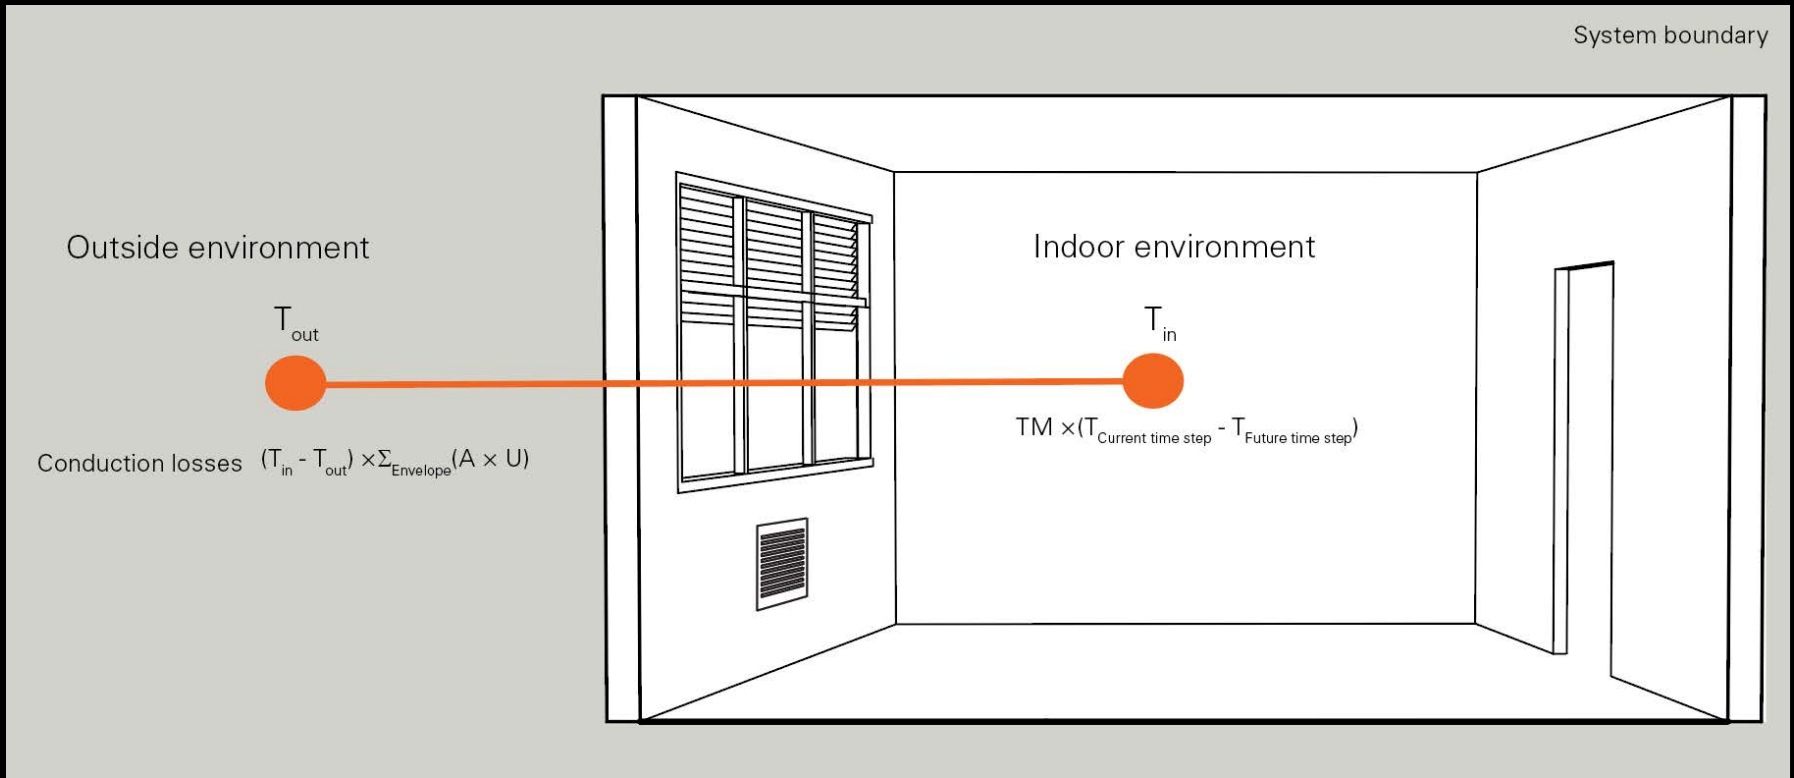 System boundary
Outside environment
Indoor environment
T out
T in
TM ×(T Current time step - T Future time step)
Conduction losses (T in - T out) ×Σ Envelope (A × U)